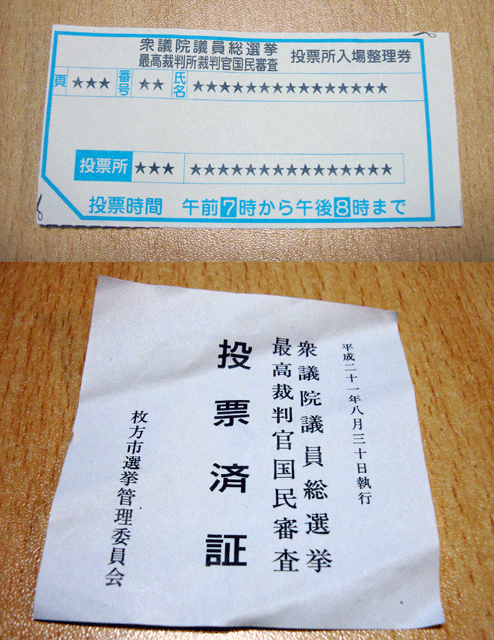 衆議院議員総選挙
最高裁判所裁判官国民審査
投票所入場整理券
頁 ★★★ 番号 ★★ 氏名 ★★★★★★★★★★★★★★★
投票所 ★★★ ★★★★★★★★★★★★★★★
投票時間 午前7時から午後8時まで
平成二十一年八月三十日執行
衆議院議員総選挙
最高裁判官国民審査
投票済証
枚方市選挙管理委員会